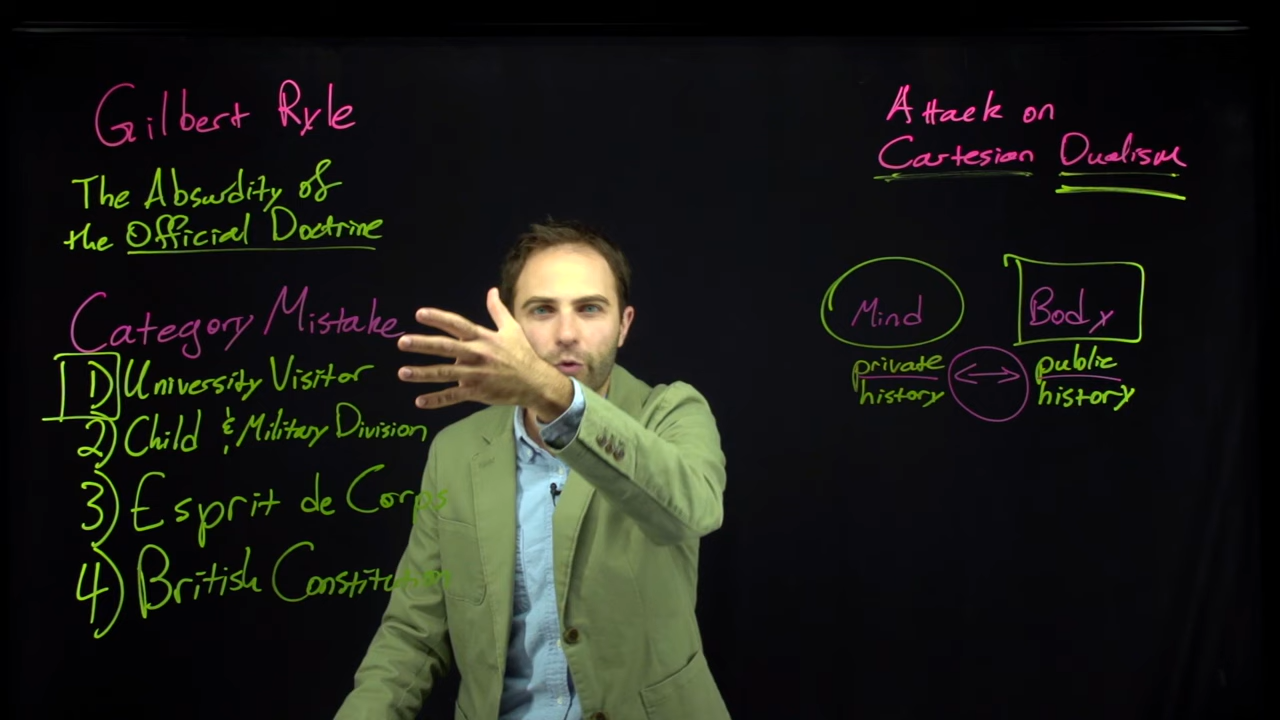 Gilbert Ryle
The Absurdity of
the Official Doctrine
Category Mistake
1) University Visitor
2) Child & Military Division
3) Esprit de Corps
4) British Constitution
Attack on
Cartesian Dualism
Mind
Body
private
history
public
history